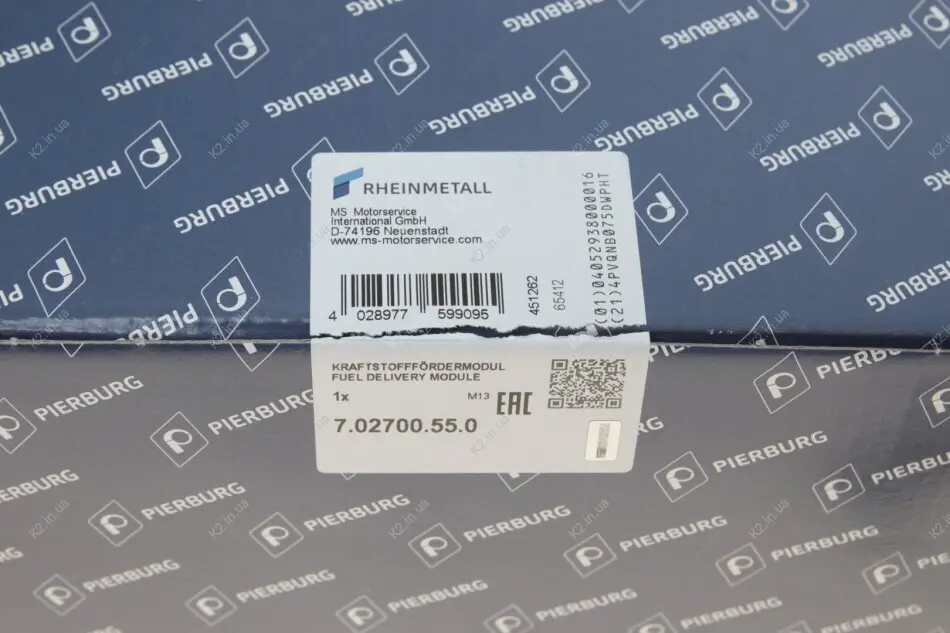 PIERBURG
RHEINMETALL
MS Motorservice
International GmbH
D-74196 Neuenstadt
www.ms-motorservice.com
4 028977 599095
451262
65412
(01)04052938000016
(21)4PVQNB075DWPHT
KRAFTSTOFFFÖRDERMODUL
FUEL DELIVERY MODULE
1x
M13 EAC
7.02700.55.0
K2.in.ua